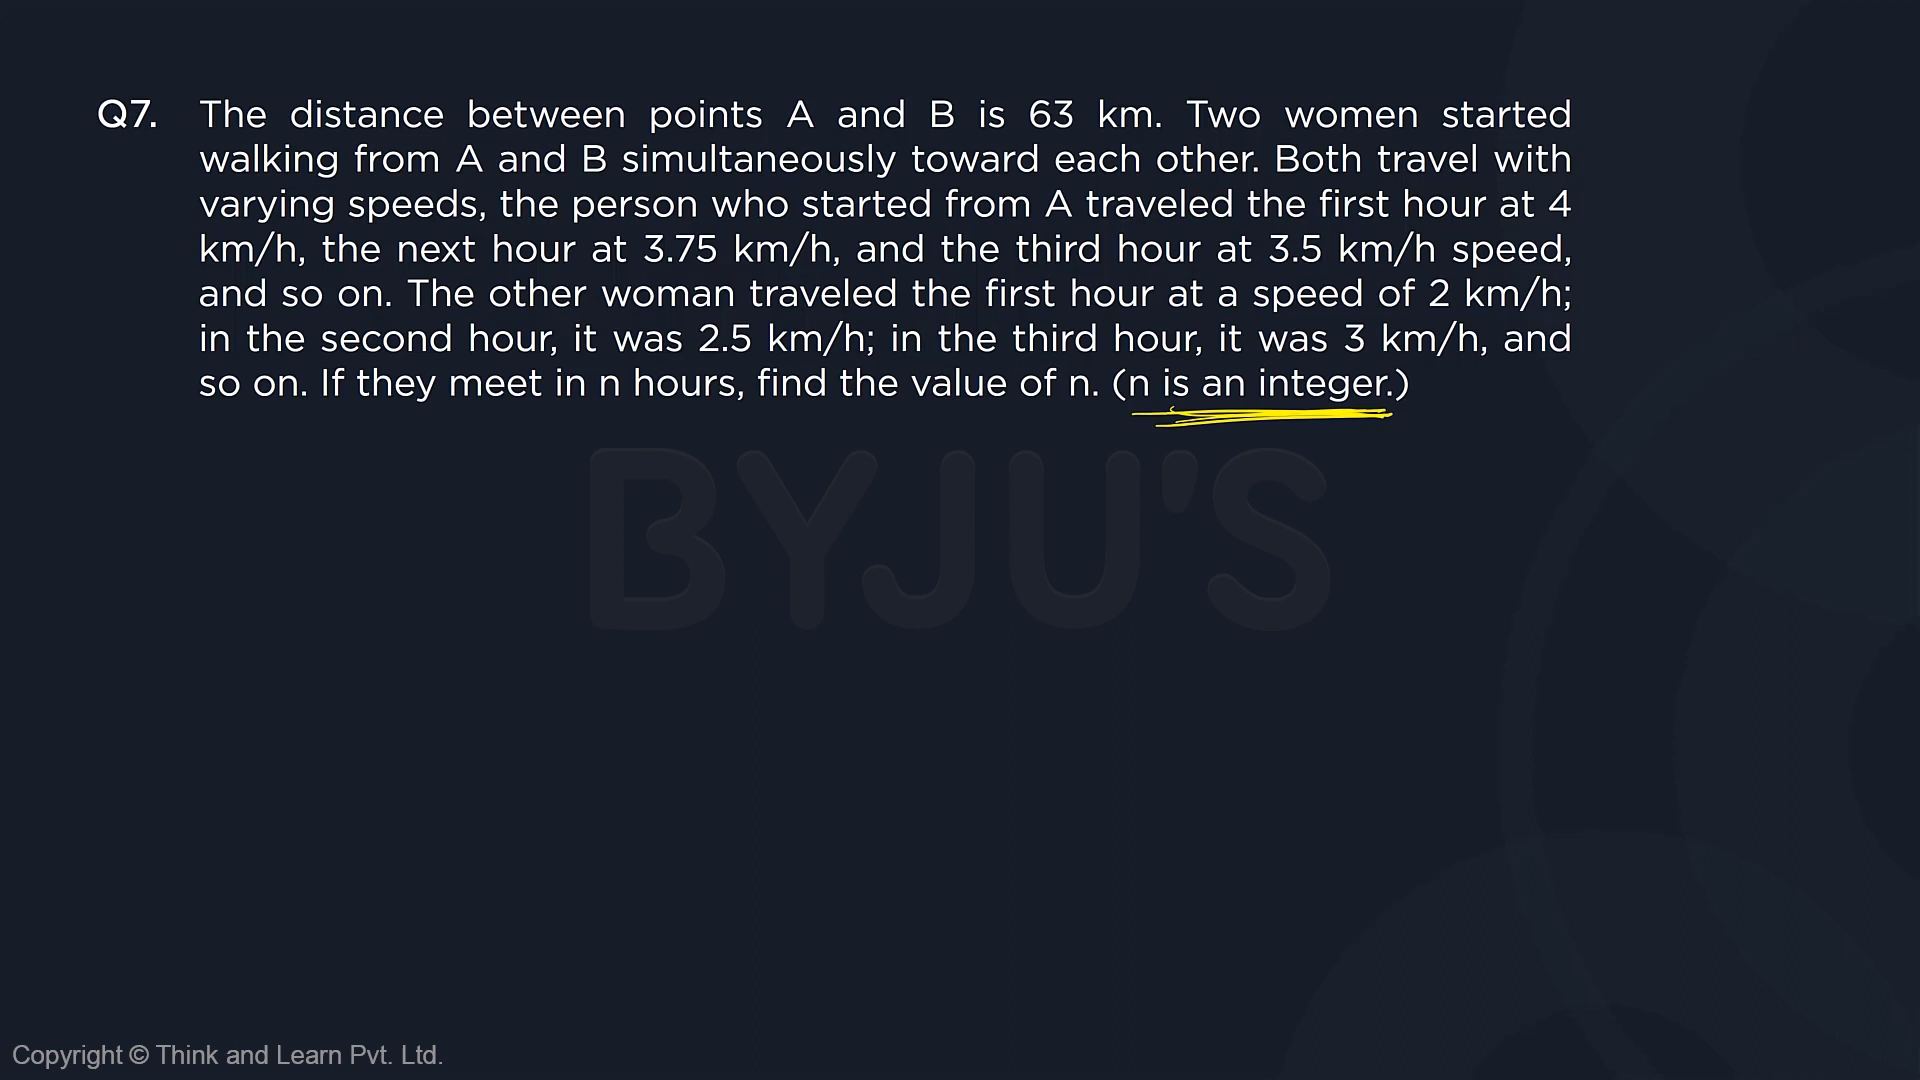 Q7. The distance between points A and B is 63 km. Two women started
walking from A and B simultaneously toward each other. Both travel with
varying speeds, the person who started from A traveled the first hour at 4
km/h, the next hour at 3.75 km/h, and the third hour at 3.5 km/h speed,
and so on. The other woman traveled the first hour at a speed of 2 km/h;
in the second hour, it was 2.5 km/h; in the third hour, it was 3 km/h, and
so on. If they meet in n hours, find the value of n. (n is an integer.)
BYJU'S
Copyright © Think and Learn Pvt. Ltd.